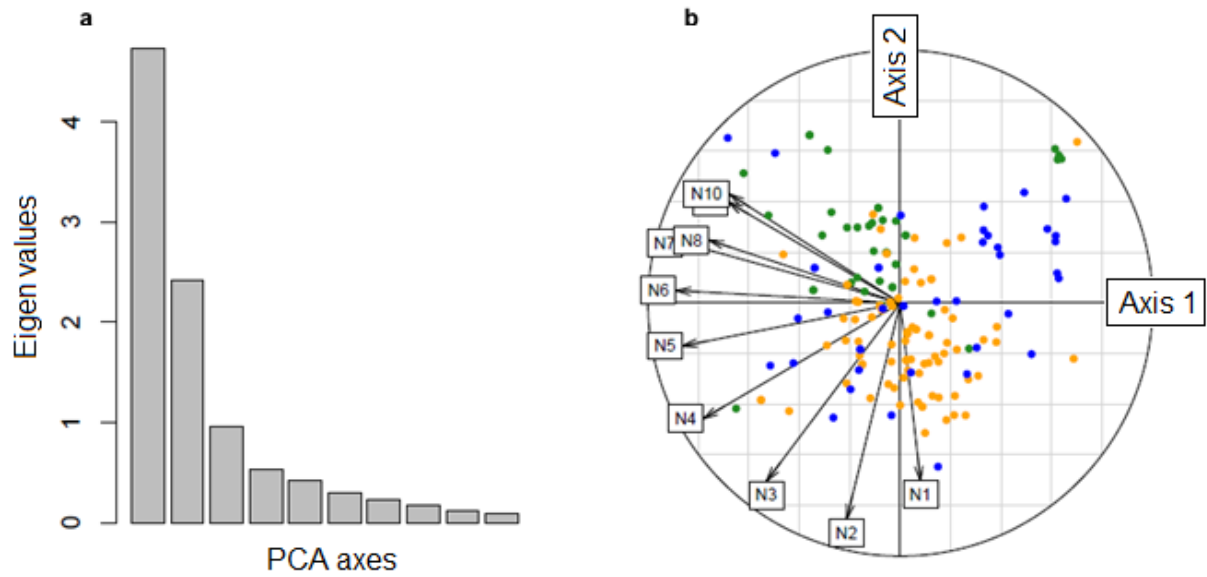 a
Eigen values
4
3
2
1
0
PCA axes
b
Axis 2
Axis 1
N10
N7
N8
N6
N5
N4
N3
N2
N1